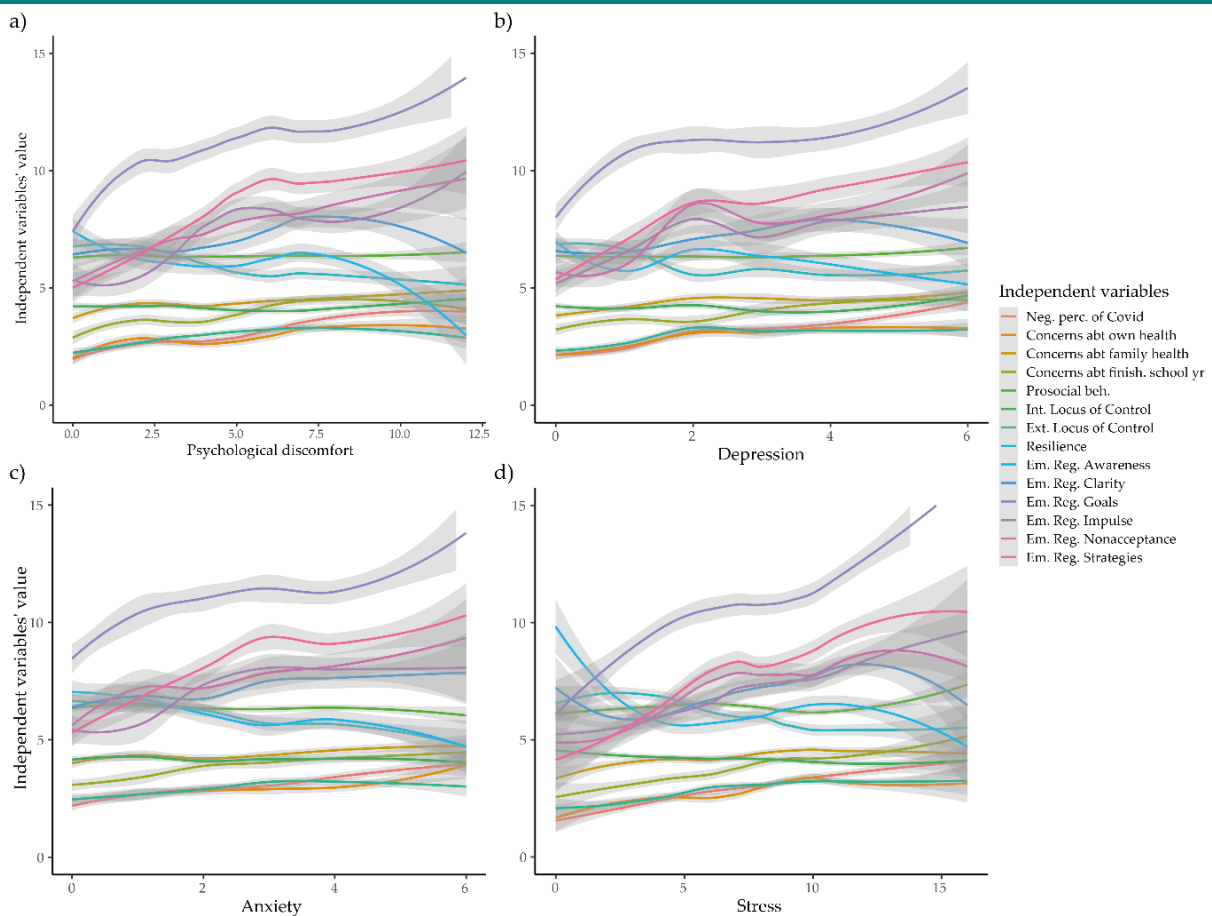 a)
b)
15
10
5
0
Independent variables' value
0.0
2.5
5.0
7.5
10.0
12.5
Psychological discomfort
15
10
5
0
0
2
4
6
Depression
c)
d)
15
10
5
0
Independent variables' value
0
2
4
6
Anxiety
15
10
5
0
0
5
10
15
Stress
Independent variables
Neg. perc. of Covid
Concerns abt own health
Concerns abt family health
Concerns abt finish. school yr
Prosocial beh.
Int. Locus of Control
Ext. Locus of Control
Resilience
Em. Reg. Awareness
Em. Reg. Clarity
Em. Reg. Goals
Em. Reg. Impulse
Em. Reg. Nonacceptance
Em. Reg. Strategies